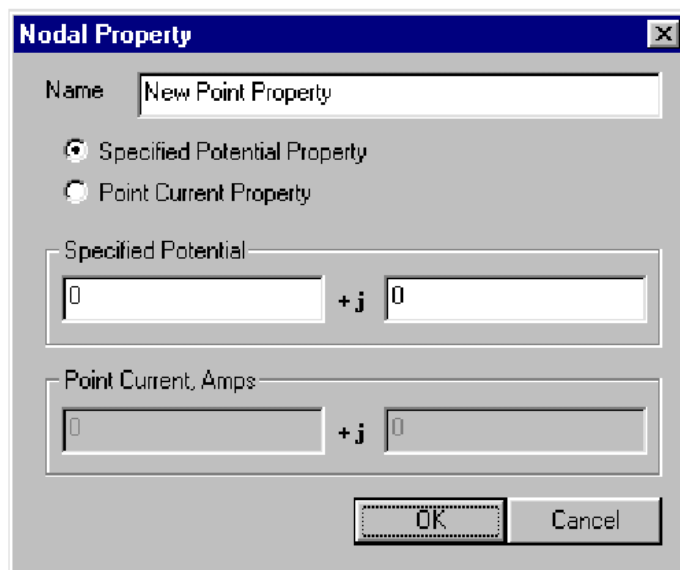 Nodal Property
Name New Point Property
Specified Potential Property
Point Current Property
Specified Potential
0 + j 0
Point Current, Amps
0 + j 0
OK Cancel